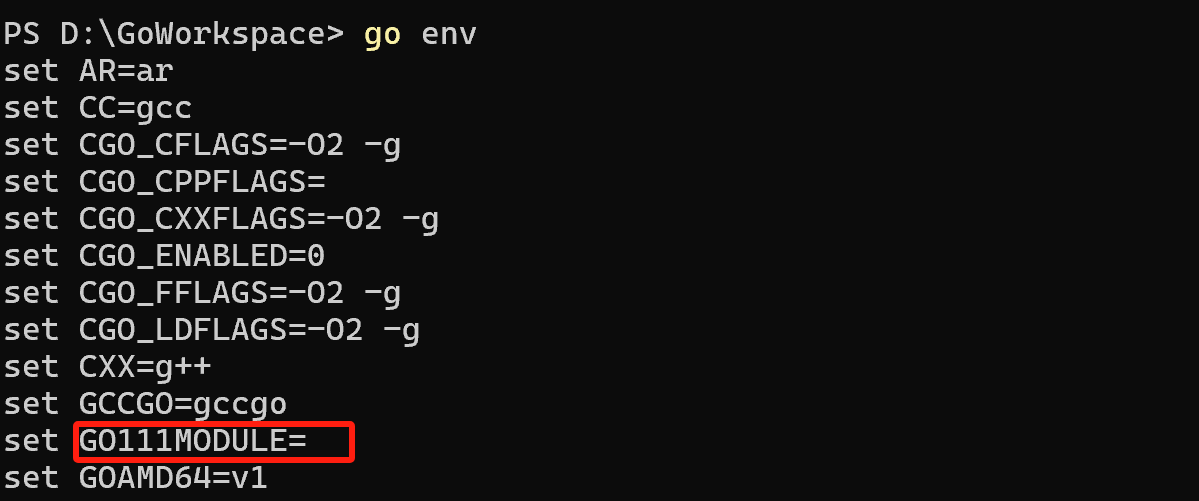 PS D:\GoWorkspace> go env
set AR=ar
set CC=gcc
set CGO_CFLAGS=-O2 -g
set CGO_CPPFLAGS=
set CGO_CXXFLAGS=-O2 -g
set CGO_ENABLED=0
set CGO_FFLAGS=-O2 -g
set CGO_LDFLAGS=-O2 -g
set CXX=g++
set GCCGO=gccgo
set GO111MODULE=
set GOAMD64=v1